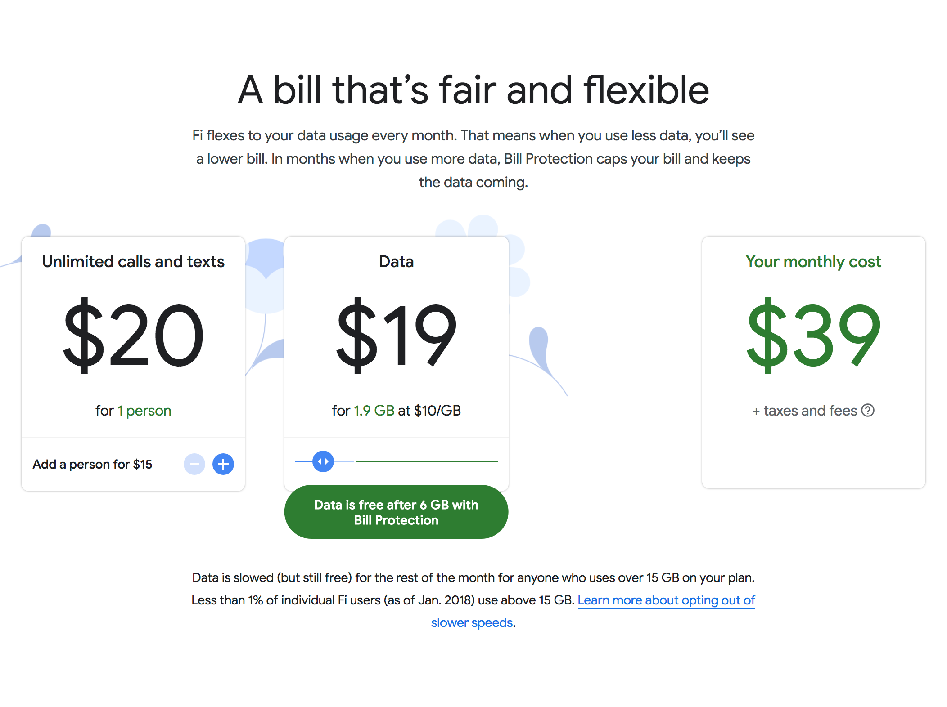 A bill that’s fair and flexible
Fi flexes to your data usage every month. That means when you use less data, you’ll see
a lower bill. In months when you use more data, Bill Protection caps your bill and keeps
the data coming.
Unlimited calls and texts
$20
for 1 person
Add a person for $15
Data
$19
for 1.9 GB at $10/GB
Data is free after 6 GB with
Bill Protection
Your monthly cost
$39
+ taxes and fees
Data is slowed (but still free) for the rest of the month for anyone who uses over 15 GB on your plan.
Less than 1% of individual Fi users (as of Jan. 2018) use above 15 GB. Learn more about opting out of
slower speeds.